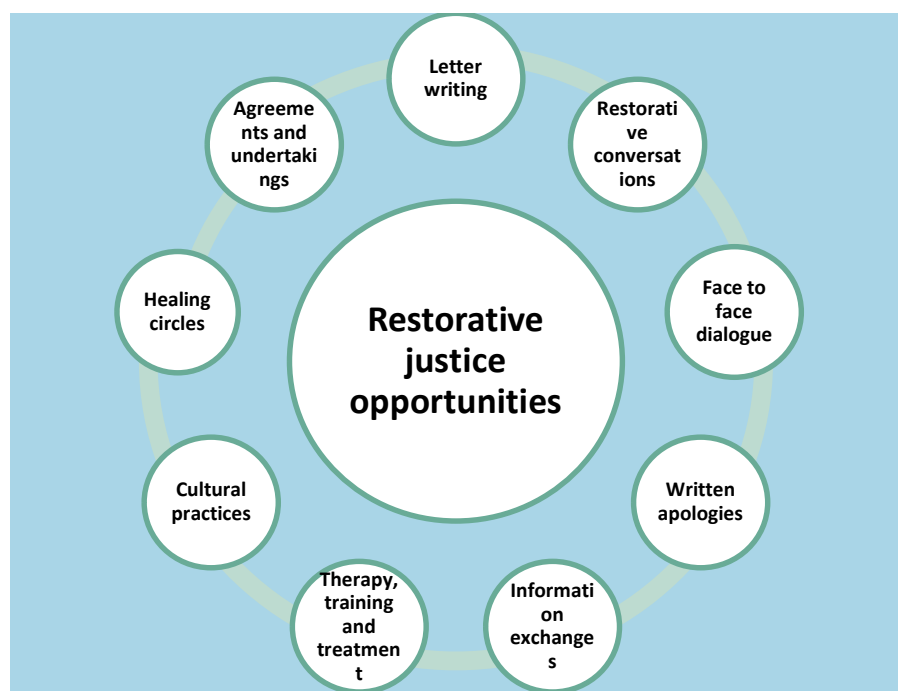 Letter
writing
Restorati
ve
conversat
ions
Face to
face
dialogue
Written
apologies
Informati
on
exchange
s
Therapy,
training
and
treatmen
t
Cultural
practices
Healing
circles
Agreeme
nts and
undertaki
ngs
Restorative
justice
opportunities